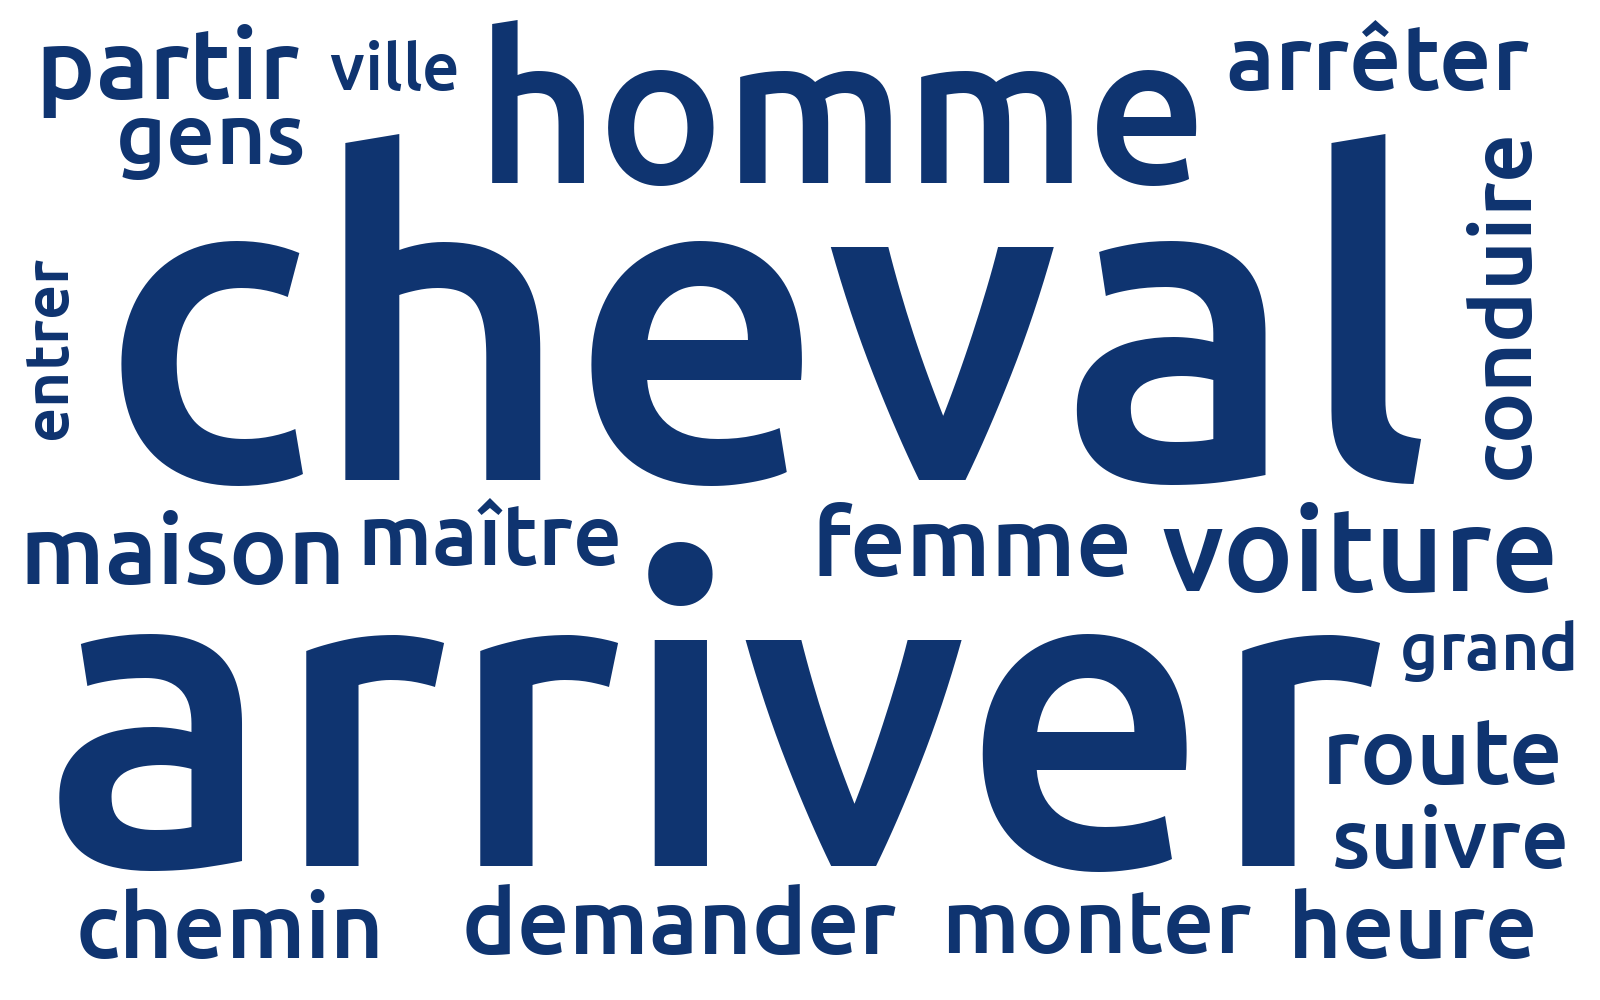 partir
ville
homme
arrêter
gens
cheval
conduire
entrer
maison
maître
femme
voiture
arriver
grand
route
suivre
chemin
demander
monter
heure